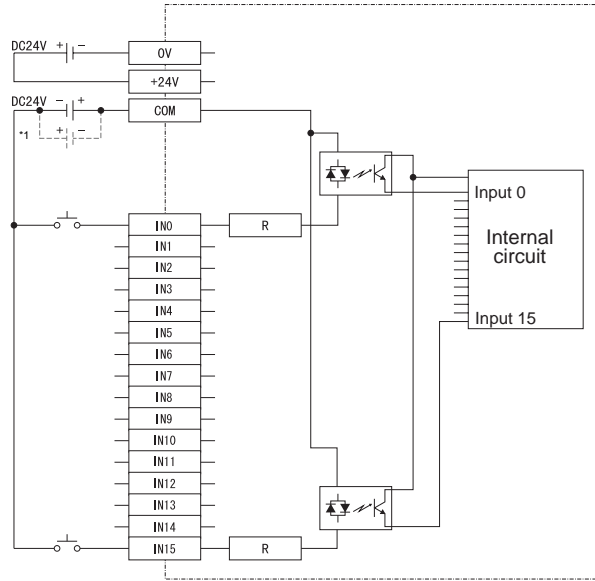 DC24V + - 0V
+24V
DC24V - + COM
*1 + -
Input 0
IN0 R
IN1
Internal
circuit
IN2
IN3
IN4
IN5
Input 15
IN6
IN7
IN8
IN9
IN10
IN11
IN12
IN13
IN14
IN15 R